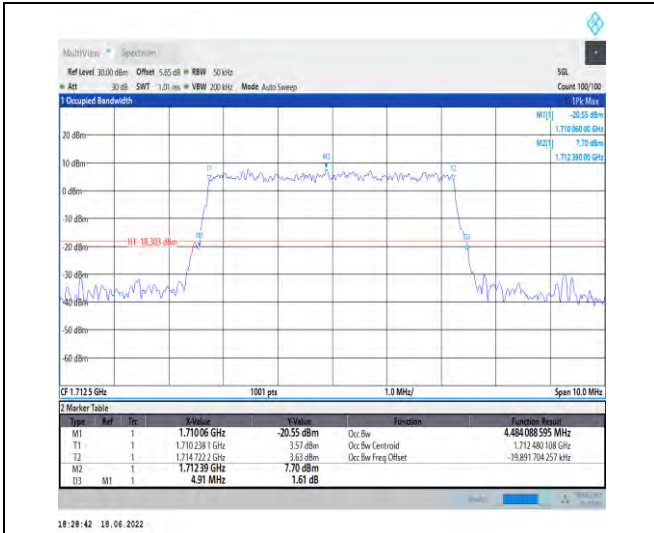 MultiView Spectrum
Ref Level 30.00 dBm Offset 5.65 dB RBW 50 kHz SGL
Att 30 dB SWT 1.01 ms VBW 200 kHz Mode Auto Sweep Count 100/100
1 Occupied Bandwidth 1Pk Max
M1[1] -20.55 dBm
1.710 060 00 GHz
M2[1] 7.70 dBm
1.712 390 00 GHz
20 dBm
10 dBm
M2
T1 T2
0 dBm
-10 dBm
H1 -18.303 dBm
-20 dBm
-30 dBm
-40 dBm
-50 dBm
-60 dBm
CF 1.7125 GHz 1001 pts 1.0 MHz/ Span 10.0 MHz
2 Marker Table
Type Ref Trc X-Value Y-Value Function Function Result
M1 1 1.71006 GHz -20.55 dBm Occ Bw 4.484 088 595 MHz
T1 1 1.710 238 1 GHz 3.57 dBm Occ Bw Centroid 1.712 480 108 GHz
T2 1 1.714 722 2 GHz 3.63 dBm Occ Bw Freq Offset -19.891 704 257 kHz
M2 1 1.71239 GHz 7.70 dBm
D3 M1 1 4.91 MHz 1.61 dB
18:28:42 18.06.2022